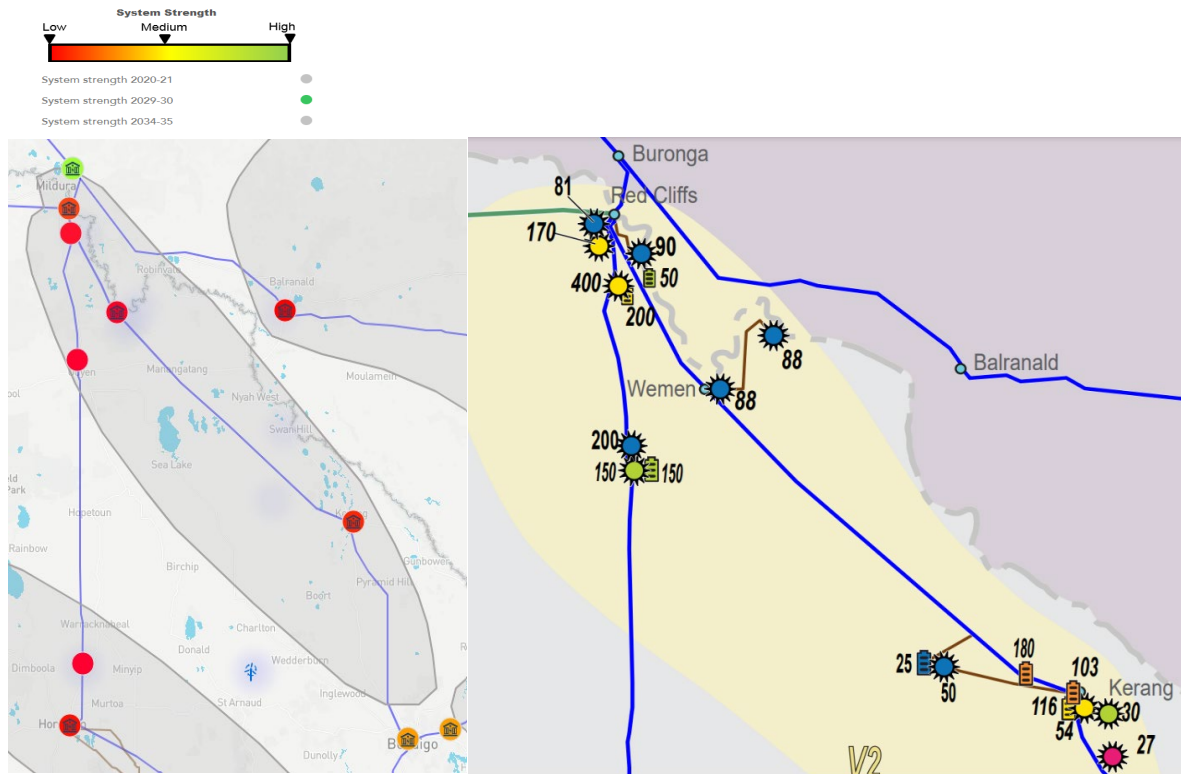 System Strength
Low Medium High
System strength 2020-21
System strength 2029-30
System strength 2034-35
Mildura
Robinvale
Balranald
Manangatang
Moulamein
Nyah West
Swan Hill
Sea Lake
Park
Hopetoun
Rainbow
Birchip
Gunbower
Pyramid Hill
Boort
Warracknabeal
Charlton
Donald
Wedderburn
Dimboola
Minyip
St Arnaud
Inglewood
Murtoa
Dunolly
Buronga
Red Cliffs
81
170
90
50
400
200
88
Balranald
Wemen
88
200
150
150
180
103
25
50
Kerang
116
30
54
27
V2